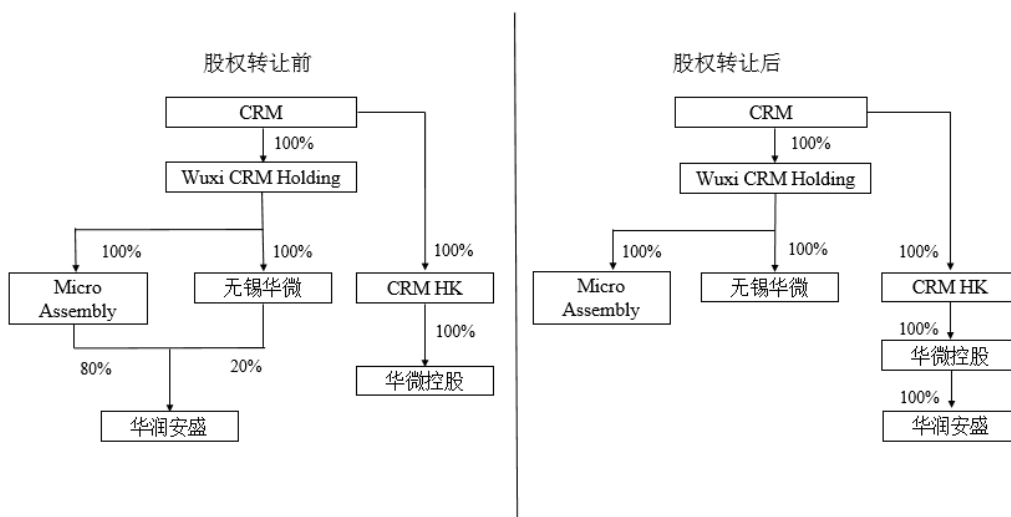 股权转让前
CRM
100%
Wuxi CRM Holding
100%
100%
100%
Micro
Assembly
无锡华微
CRM HK
100%
80%
20%
华微控股
华润安盛
股权转让后
CRM
100%
Wuxi CRM Holding
100%
100%
100%
Micro
Assembly
无锡华微
CRM HK
100%
华微控股
100%
华润安盛